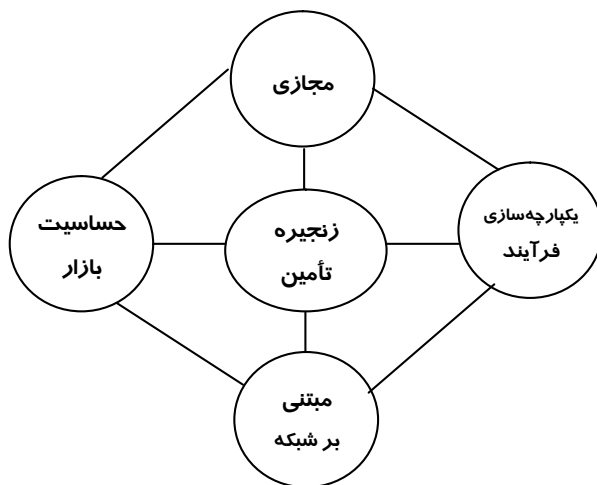 مجازی
یکپارچه‌سازی
فرآیند
زنجیره
تأمین
حساسیت
بازار
مبتنی
بر شبکه